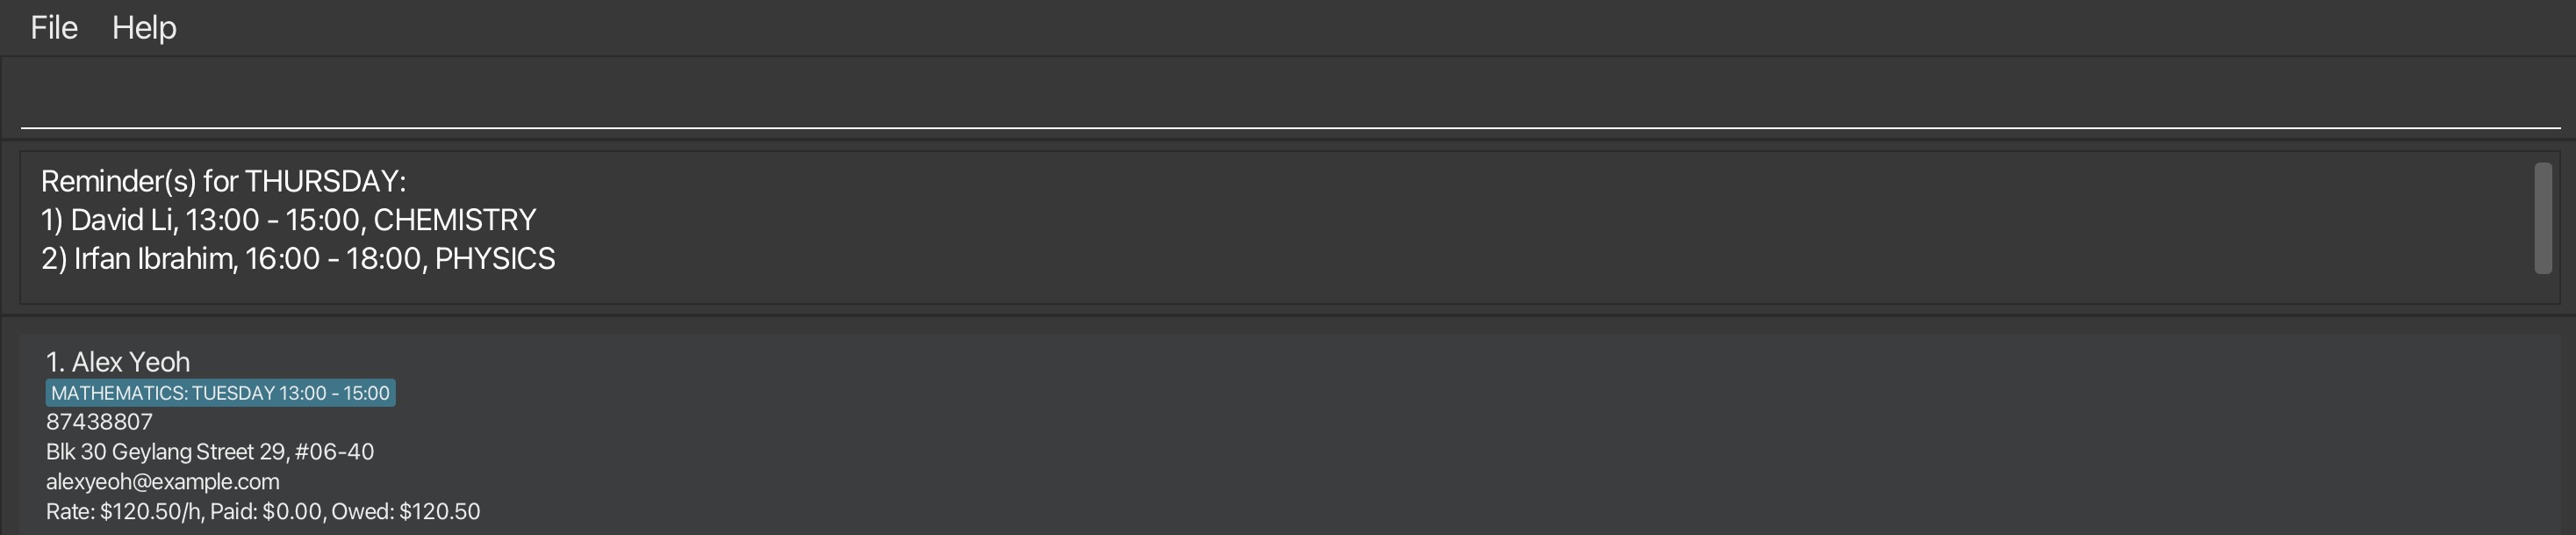 File Help
Reminder(s) for THURSDAY:
1) David Li, 13:00 - 15:00, CHEMISTRY
2) Irfan Ibrahim, 16:00 - 18:00, PHYSICS
1. Alex Yeoh
MATHEMATICS: TUESDAY 13:00 - 15:00
87438807
Blk 30 Geylang Street 29, #06-40
alexyeoh@example.com
Rate: $120.50/h, Paid: $0.00, Owed: $120.50